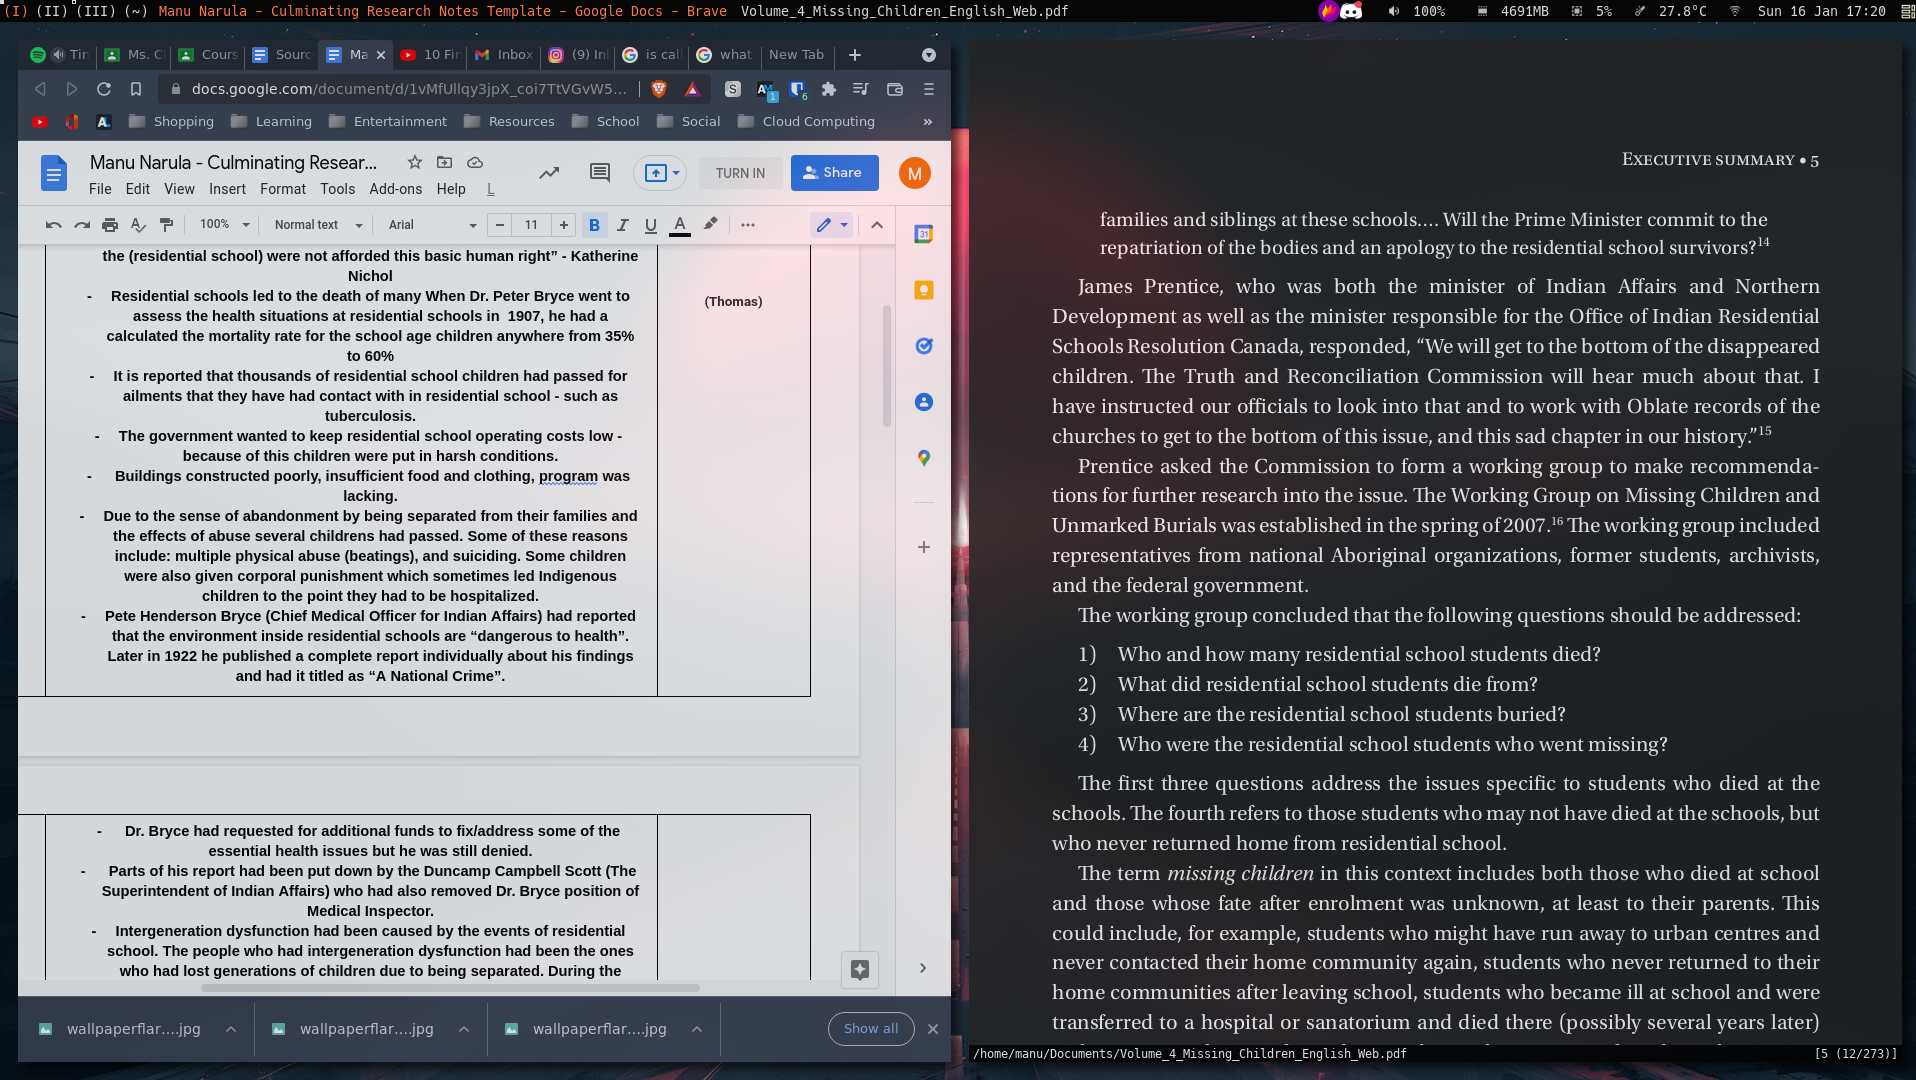 (I) (II) (III) (~) Manu Narula - Culminating Research Notes Template - Google Docs - Brave Volume_4_Missing_Children_English_Web.pdf 100% 4691MB 5% 27.8°C Sun 16 Jan 17:20
Tin Ms. C Cours Sourc Ma 10 Fin Inbox (9) In is call what New Tab
docs.google.com/document/d/1vMfUllqy3jpX_coi7TtVGvW5...
Shopping Learning Entertainment Resources School Social Cloud Computing »
Manu Narula - Culminating Resear...
File Edit View Insert Format Tools Add-ons Help L
TURN IN Share M
100% Normal text Arial 11 B I U A
the (residential school) were not afforded this basic human right” - Katherine
Nichol
- Residential schools led to the death of many When Dr. Peter Bryce went to
assess the health situations at residential schools in 1907, he had a
calculated the mortality rate for the school age children anywhere from 35%
to 60%
- It is reported that thousands of residential school children had passed for
ailments that they have had contact with in residential school - such as
tuberculosis.
- The government wanted to keep residential school operating costs low -
because of this children were put in harsh conditions.
- Buildings constructed poorly, insufficient food and clothing, program was
lacking.
- Due to the sense of abandonment by being separated from their families and
the effects of abuse several childrens had passed. Some of these reasons
include: multiple physical abuse (beatings), and suiciding. Some children
were also given corporal punishment which sometimes led Indigenous
children to the point they had to be hospitalized.
- Pete Henderson Bryce (Chief Medical Officer for Indian Affairs) had reported
that the environment inside residential schools are “dangerous to health”.
Later in 1922 he published a complete report individually about his findings
and had it titled as “A National Crime”.
(Thomas)
- Dr. Bryce had requested for additional funds to fix/address some of the
essential health issues but he was still denied.
- Parts of his report had been put down by the Duncamp Campbell Scott (The
Superintendent of Indian Affairs) who had also removed Dr. Bryce position of
Medical Inspector.
- Intergeneration dysfunction had been caused by the events of residential
school. The people who had intergeneration dysfunction had been the ones
who had lost generations of children due to being separated. During the
wallpaperflar....jpg wallpaperflar....jpg wallpaperflar....jpg Show all
EXECUTIVE SUMMARY • 5
families and siblings at these schools.... Will the Prime Minister commit to the
repatriation of the bodies and an apology to the residential school survivors?14
James Prentice, who was both the minister of Indian Affairs and Northern
Development as well as the minister responsible for the Office of Indian Residential
Schools Resolution Canada, responded, “We will get to the bottom of the disappeared
children. The Truth and Reconciliation Commission will hear much about that. I
have instructed our officials to look into that and to work with Oblate records of the
churches to get to the bottom of this issue, and this sad chapter in our history.”15
Prentice asked the Commission to form a working group to make recommenda-
tions for further research into the issue. The Working Group on Missing Children and
Unmarked Burials was established in the spring of 2007.16 The working group included
representatives from national Aboriginal organizations, former students, archivists,
and the federal government.
The working group concluded that the following questions should be addressed:
1) Who and how many residential school students died?
2) What did residential school students die from?
3) Where are the residential school students buried?
4) Who were the residential school students who went missing?
The first three questions address the issues specific to students who died at the
schools. The fourth refers to those students who may not have died at the schools, but
who never returned home from residential school.
The term missing children in this context includes both those who died at school
and those whose fate after enrolment was unknown, at least to their parents. This
could include, for example, students who might have run away to urban centres and
never contacted their home community again, students who never returned to their
home communities after leaving school, students who became ill at school and were
transferred to a hospital or sanatorium and died there (possibly several years later)
/home/manu/Documents/Volume_4_Missing_Children_English_Web.pdf [5 (12/273)]